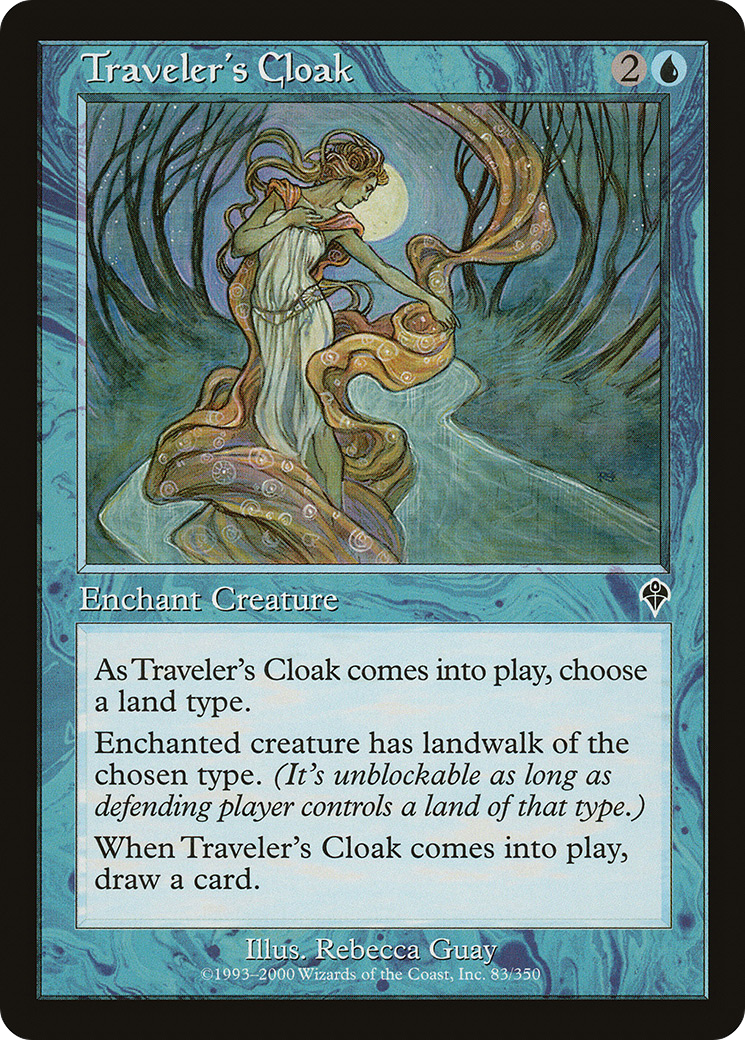 Traveler's Cloak 2
Enchant Creature
As Traveler's Cloak comes into play, choose
a land type.
Enchanted creature has landwalk of the
chosen type. (It's unblockable as long as
defending player controls a land of that type.)
When Traveler's Cloak comes into play,
draw a card.
Illus. Rebecca Guay
©1993–2000 Wizards of the Coast, Inc. 83/350